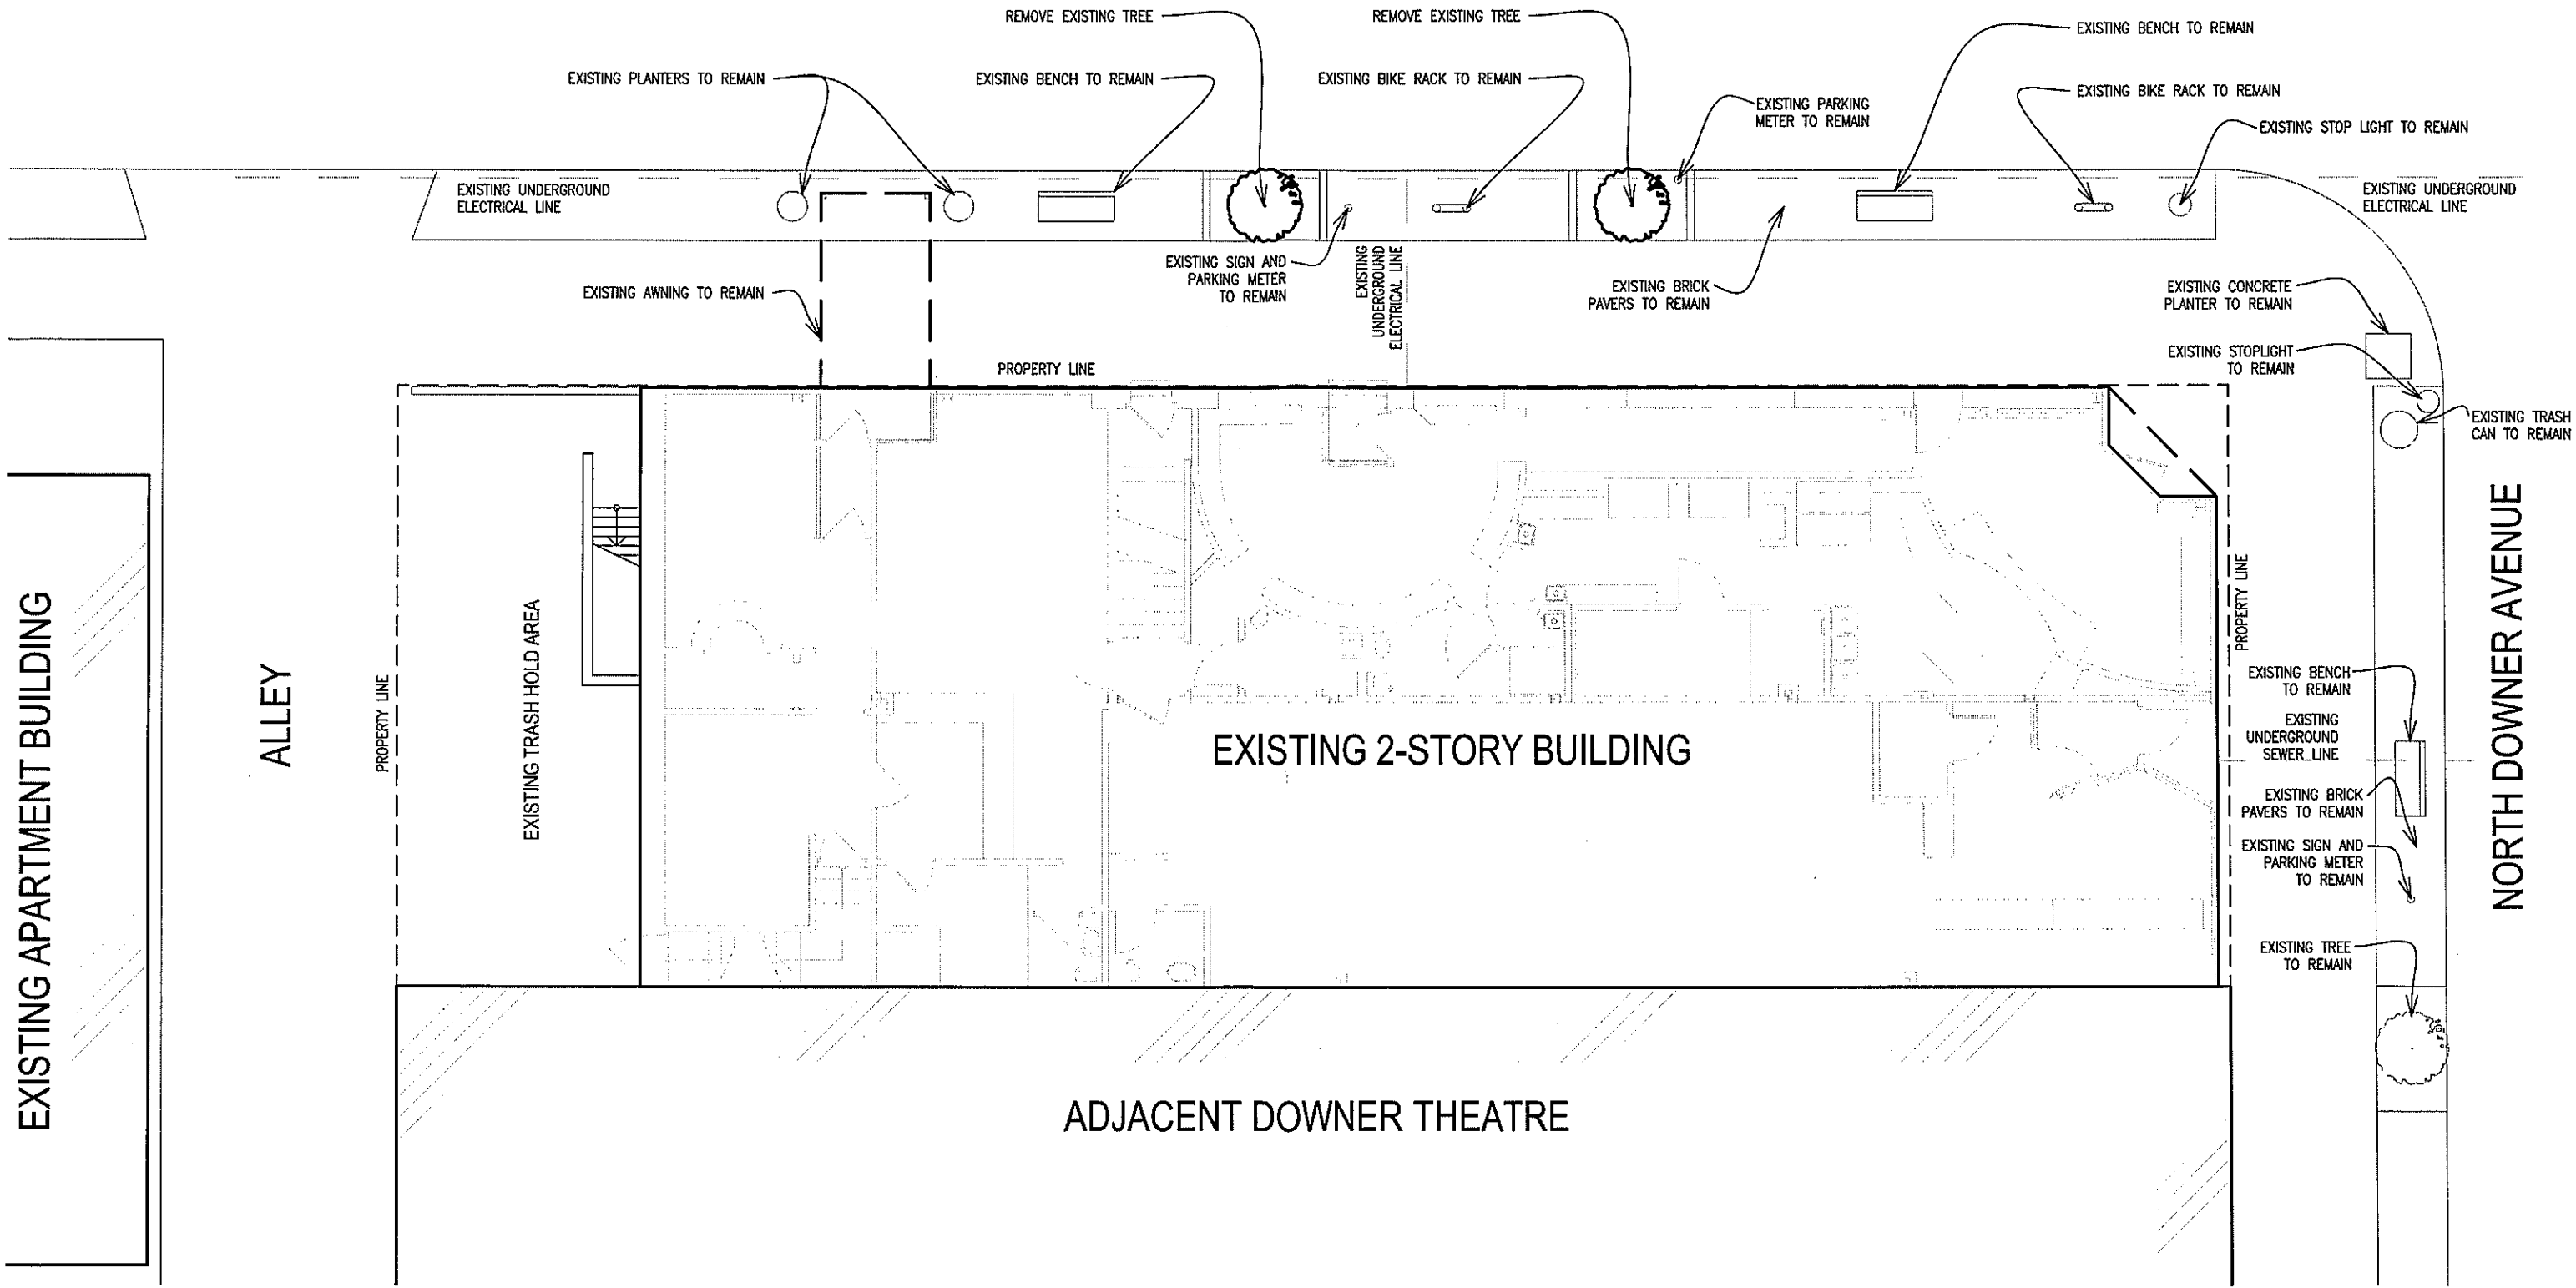 REMOVE EXISTING TREE
REMOVE EXISTING TREE
EXISTING BENCH TO REMAIN
EXISTING PLANTERS TO REMAIN
EXISTING BENCH TO REMAIN
EXISTING BIKE RACK TO REMAIN
EXISTING PARKING
METER TO REMAIN
EXISTING BIKE RACK TO REMAIN
EXISTING STOP LIGHT TO REMAIN
EXISTING UNDERGROUND
ELECTRICAL LINE
EXISTING UNDERGROUND
ELECTRICAL LINE
EXISTING SIGN AND
PARKING METER
TO REMAIN
EXISTING
UNDERGROUND
ELECTRICAL LINE
EXISTING BRICK
PAVERS TO REMAIN
EXISTING AWNING TO REMAIN
EXISTING CONCRETE
PLANTER TO REMAIN
EXISTING STOPLIGHT
TO REMAIN
EXISTING TRASH
CAN TO REMAIN
PROPERTY LINE
EXISTING APARTMENT BUILDING
ALLEY
PROPERTY LINE
EXISTING TRASH HOLD AREA
EXISTING 2-STORY BUILDING
PROPERTY LINE
NORTH DOWNER AVENUE
EXISTING BENCH
TO REMAIN
EXISTING
UNDERGROUND
SEWER LINE
EXISTING BRICK
PAVERS TO REMAIN
EXISTING SIGN AND
PARKING METER
TO REMAIN
EXISTING TREE
TO REMAIN
ADJACENT DOWNER THEATRE